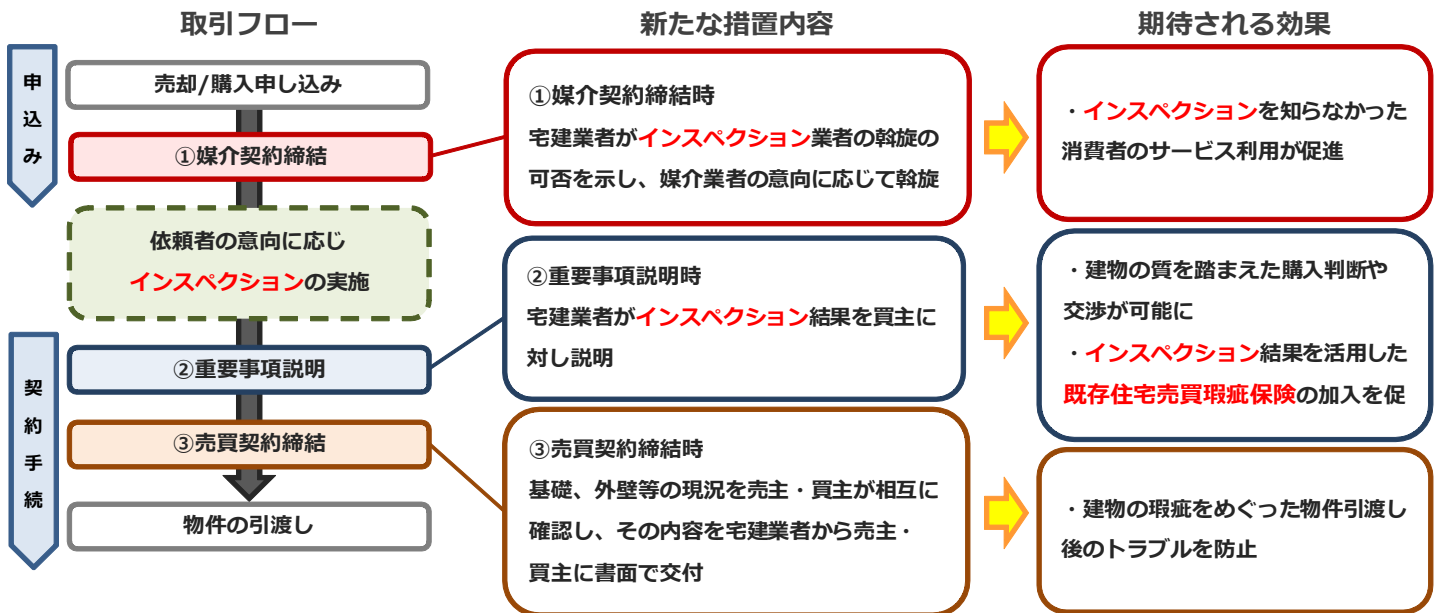 取引フロー
新たな措置内容
期待される効果
申込み
売却/購入申し込み
①媒介契約締結
依頼者の意向に応じ
インスペクションの実施
契約手続
②重要事項説明
③売買契約締結
物件の引渡し
①媒介契約締結時
宅建業者がインスペクション業者の斡旋の
可否を示し、媒介業者の意向に応じて斡旋
・インスペクションを知らなかった
消費者のサービス利用が促進
②重要事項説明時
宅建業者がインスペクション結果を買主に
対し説明
・建物の質を踏まえた購入判断や
交渉が可能に
・インスペクション結果を活用した
既存住宅売買瑕疵保険の加入を促
③売買契約締結時
基礎、外壁等の現況を売主・買主が相互に
確認し、その内容を宅建業者から売主・
買主に書面で交付
・建物の瑕疵をめぐった物件引渡し
後のトラブルを防止